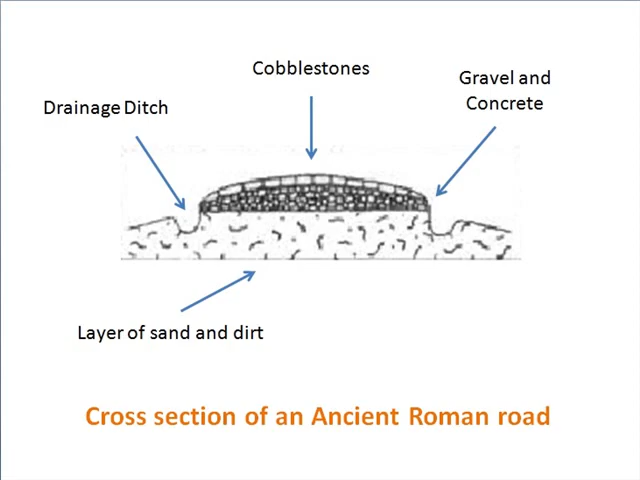 Cobblestones
Gravel and
Concrete
Drainage Ditch
Layer of sand and dirt
Cross section of an Ancient Roman road